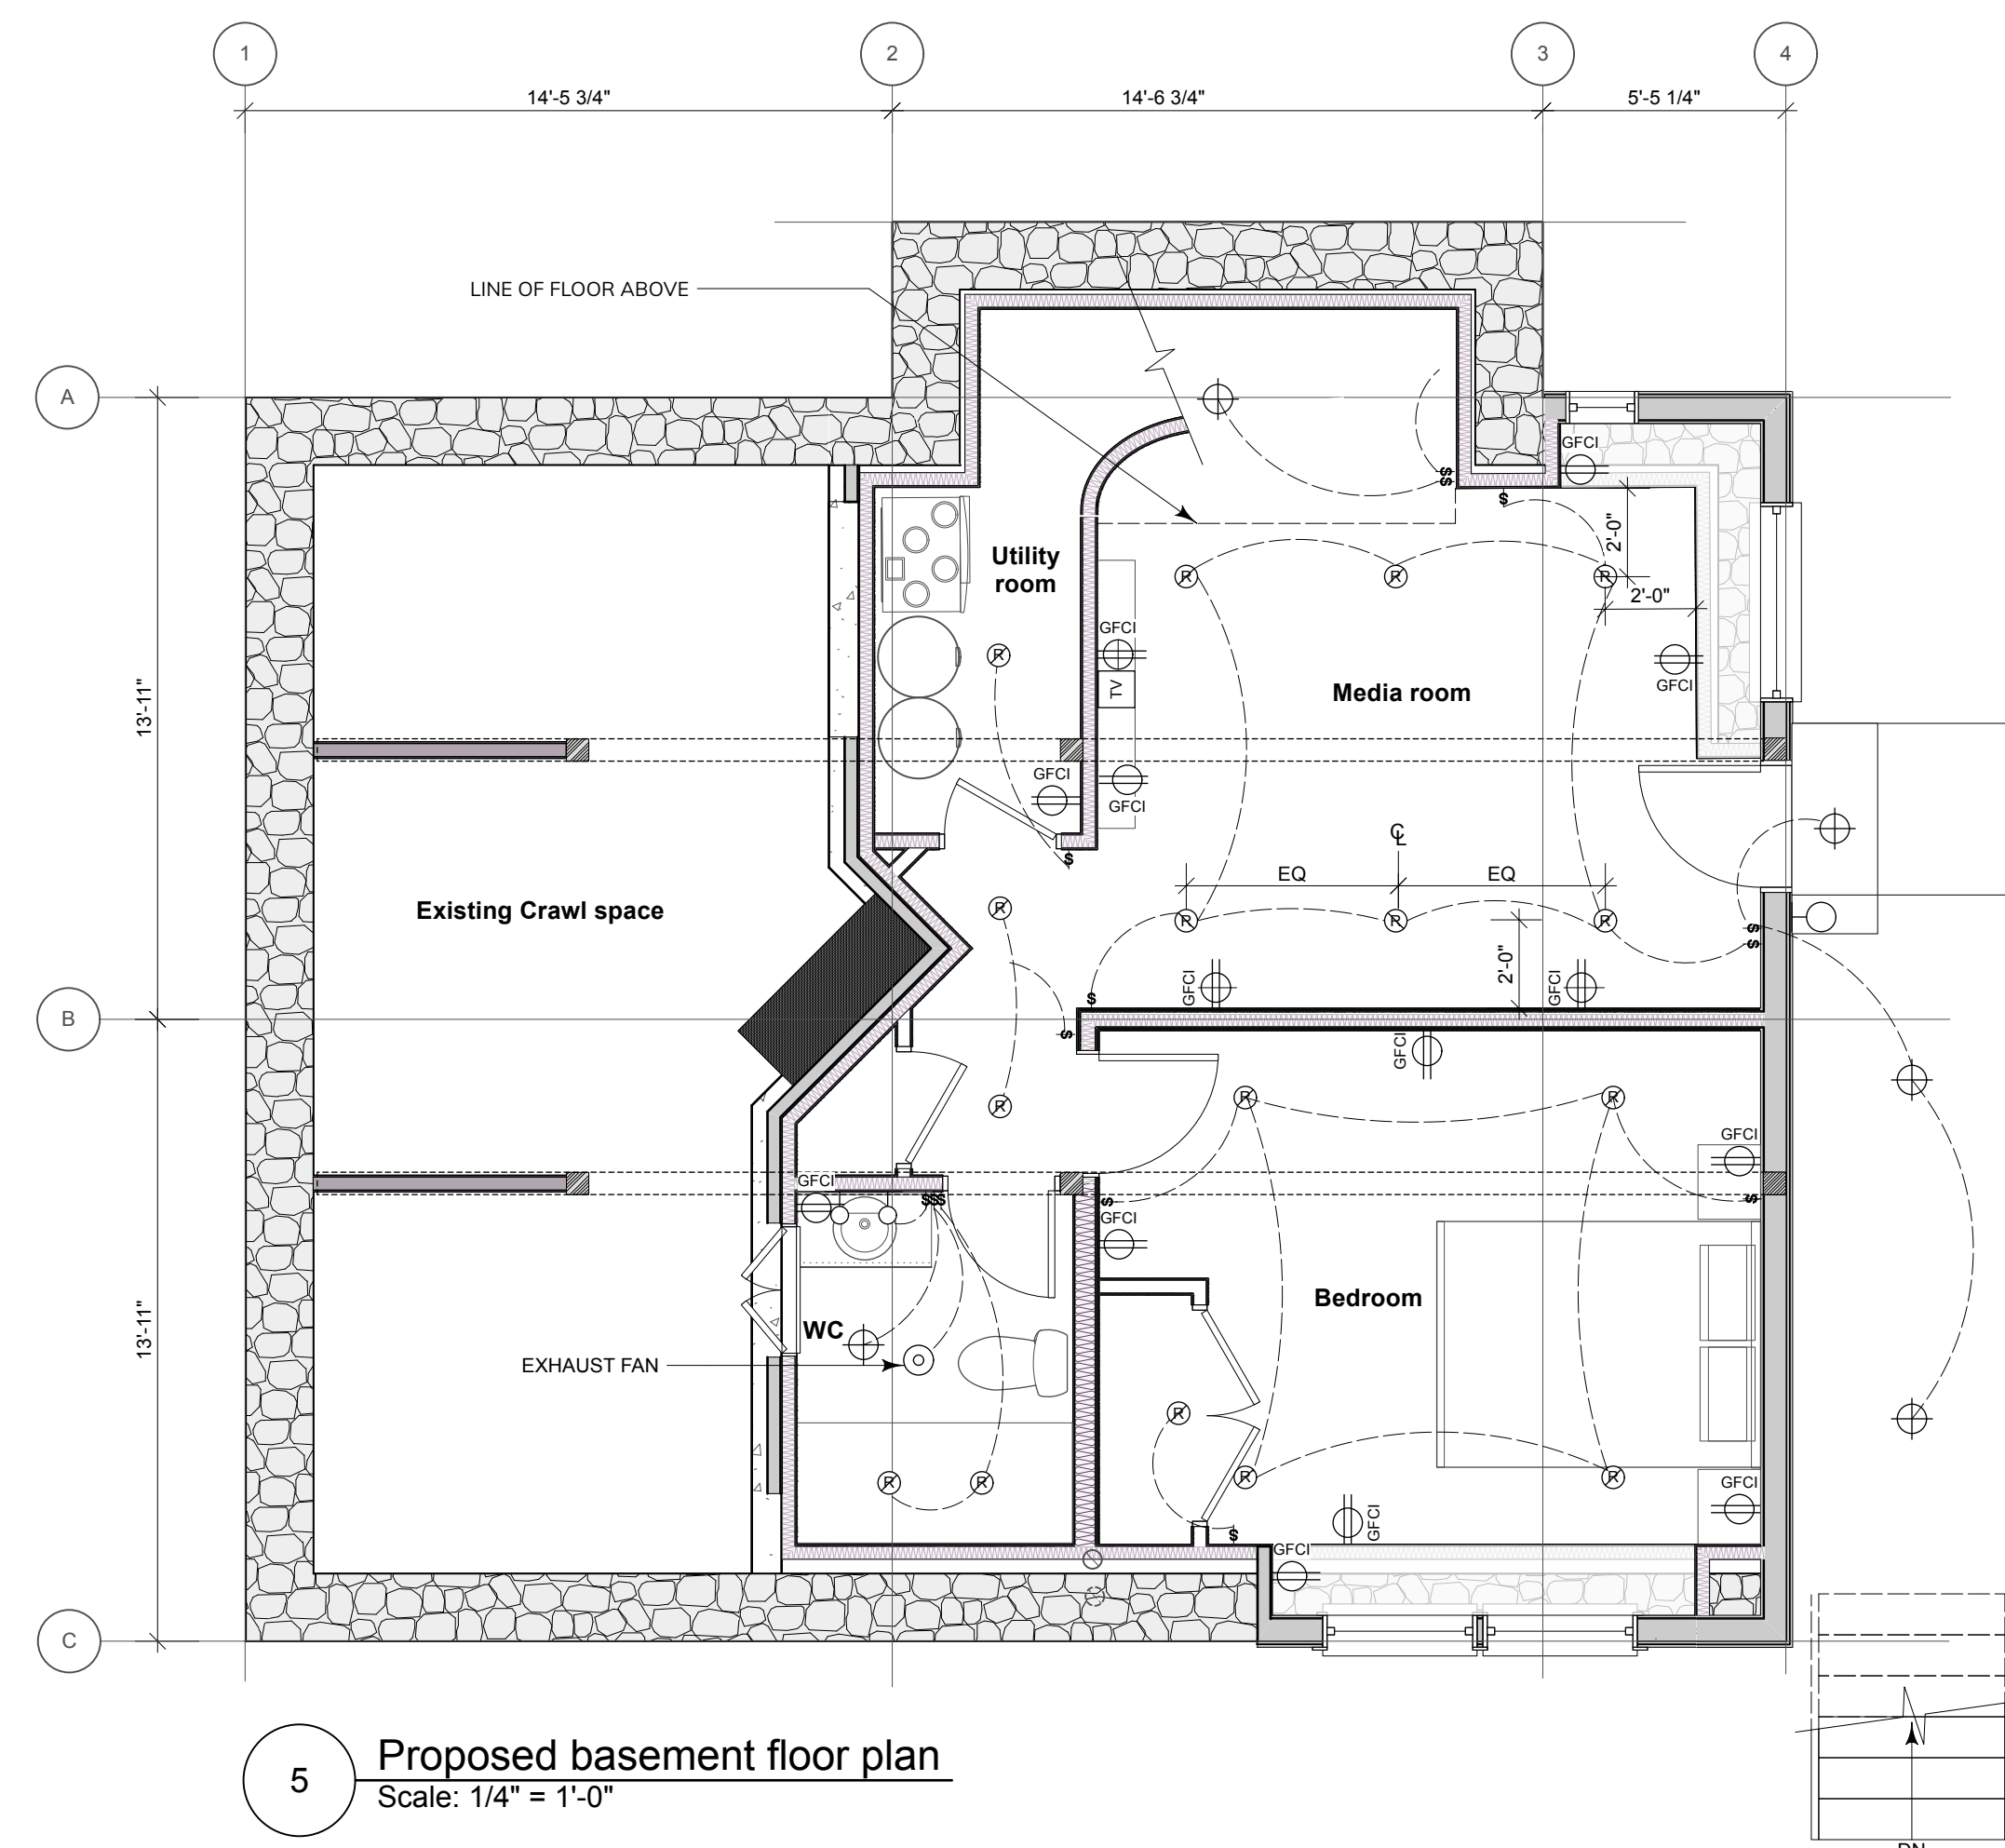 1
2
3
4
14'-5 3/4"
14'-6 3/4"
5'-5 1/4"
LINE OF FLOOR ABOVE
A
GFCI
$$
$
2'-0"
Utility
room
R
R
R
2'-0"
GFCI
R
GFCI
TV
Media room
13'-11"
GFCI
GFCI
℄
$
EQ
EQ
Existing Crawl space
R
R
R
R
$$
2'-0"
GFCI
GFCI
$
B
$
GFCI
R
R
R
GFCI
GFCI
$$$
$
$
GFCI
13'-11"
Bedroom
WC
EXHAUST FAN
R
R
R
R
R
GFCI
GFCI
$
GFCI
C
5
Proposed basement floor plan
Scale: 1/4" = 1'-0"